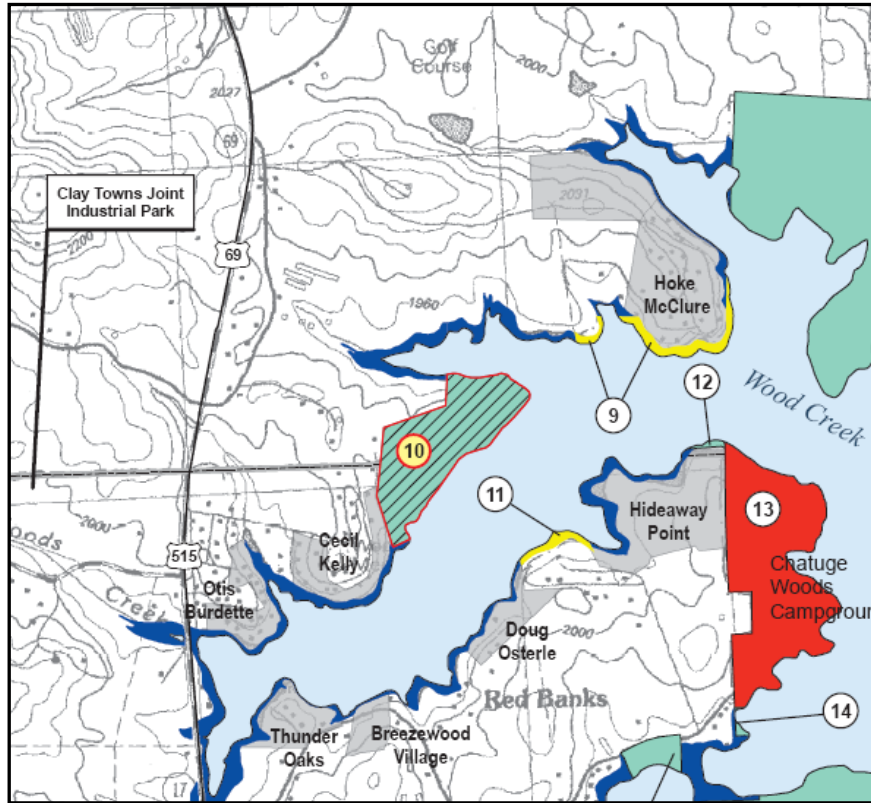 Golf
Course
2000
2027
69
Clay Towns Joint
Industrial Park
2031
2200
69
1960
Hoke
McClure
Wood Creek
9
12
10
11
13
Hideaway
Point
oods
2000
515
Cecil
Kelly
Otis
Burdette
Creek
Chatuge
Woods
Campground
Doug
Osterle
2000
Red Banks
14
Thunder
Oaks
Breezewood
Village
17